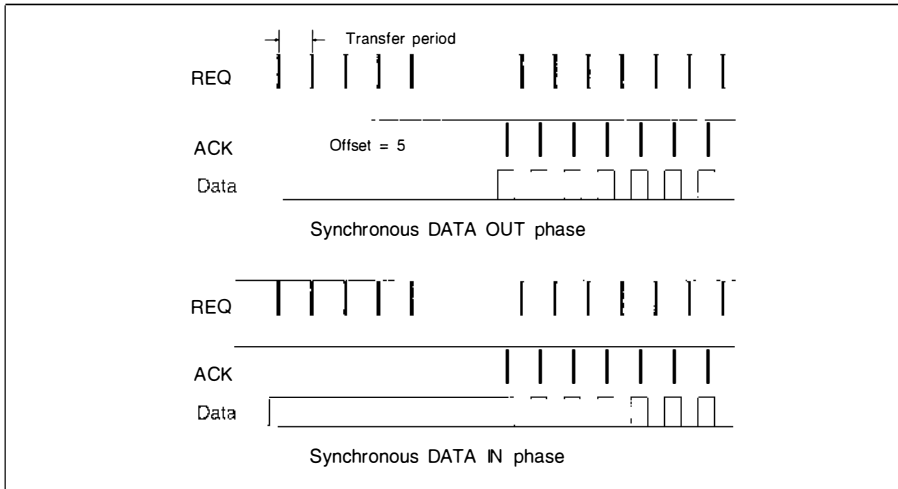 Transfer period
REQ
ACK
Offset = 5
Data
Synchronous DATA OUT phase
REQ
ACK
Data
Synchronous DATA IN phase